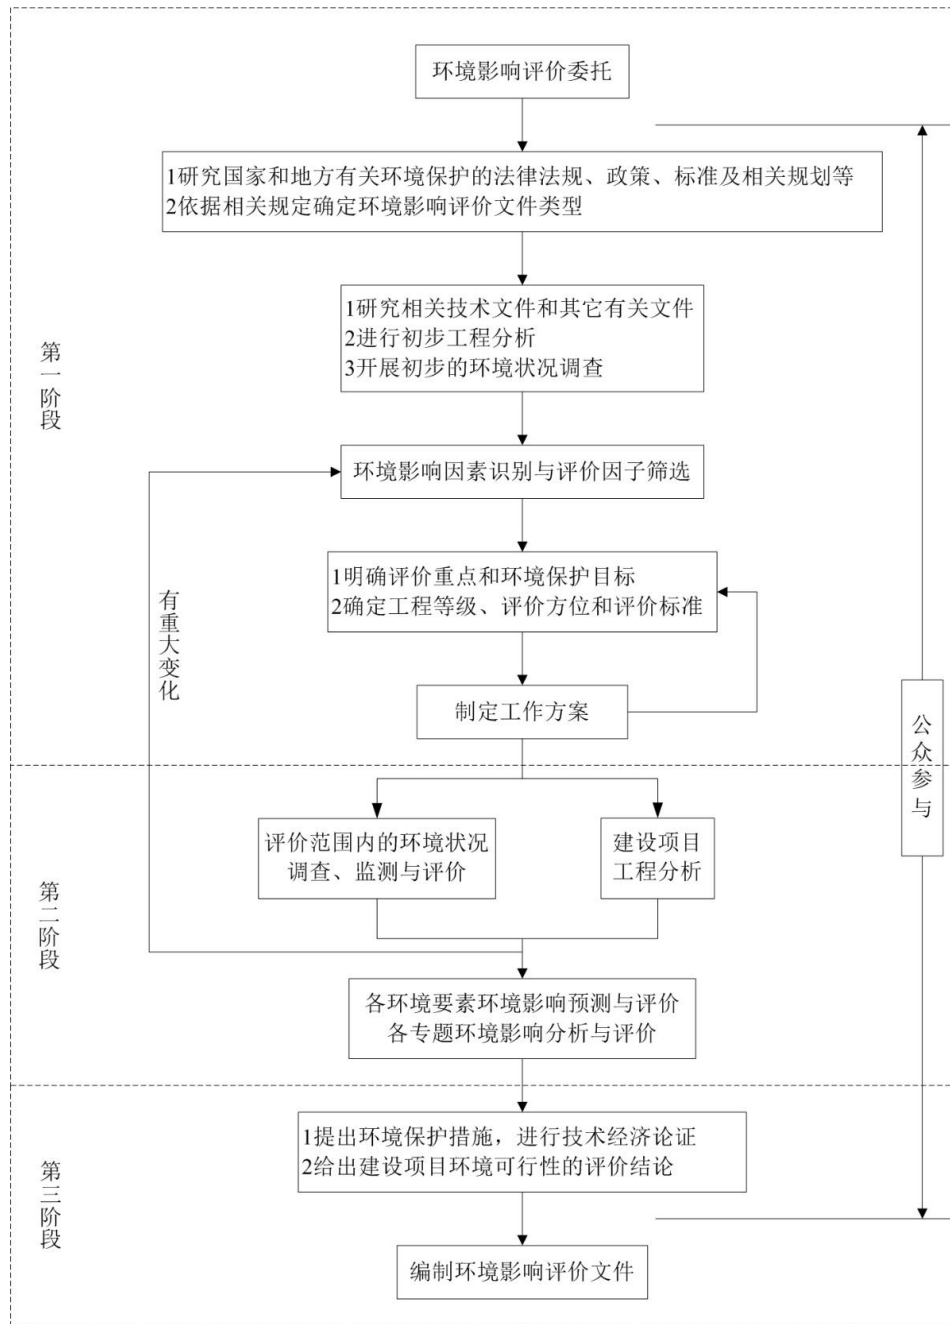 环境影响评价委托
1研究国家和地方有关环境保护的法律法规、政策、标准及相关规划等
2依据相关规定确定环境影响评价文件类型
1研究相关技术文件和其它有关文件
2进行初步工程分析
3开展初步的环境状况调查
第一阶段
环境影响因素识别与评价因子筛选
1明确评价重点和环境保护目标
2确定工程等级、评价方位和评价标准
有重大变化
制定工作方案
公众参与
评价范围内的环境状况
调查、监测与评价
建设项目
工程分析
第二阶段
各环境要素环境影响预测与评价
各专题环境影响分析与评价
1提出环境保护措施，进行技术经济论证
2给出建设项目环境可行性的评价结论
第三阶段
编制环境影响评价文件